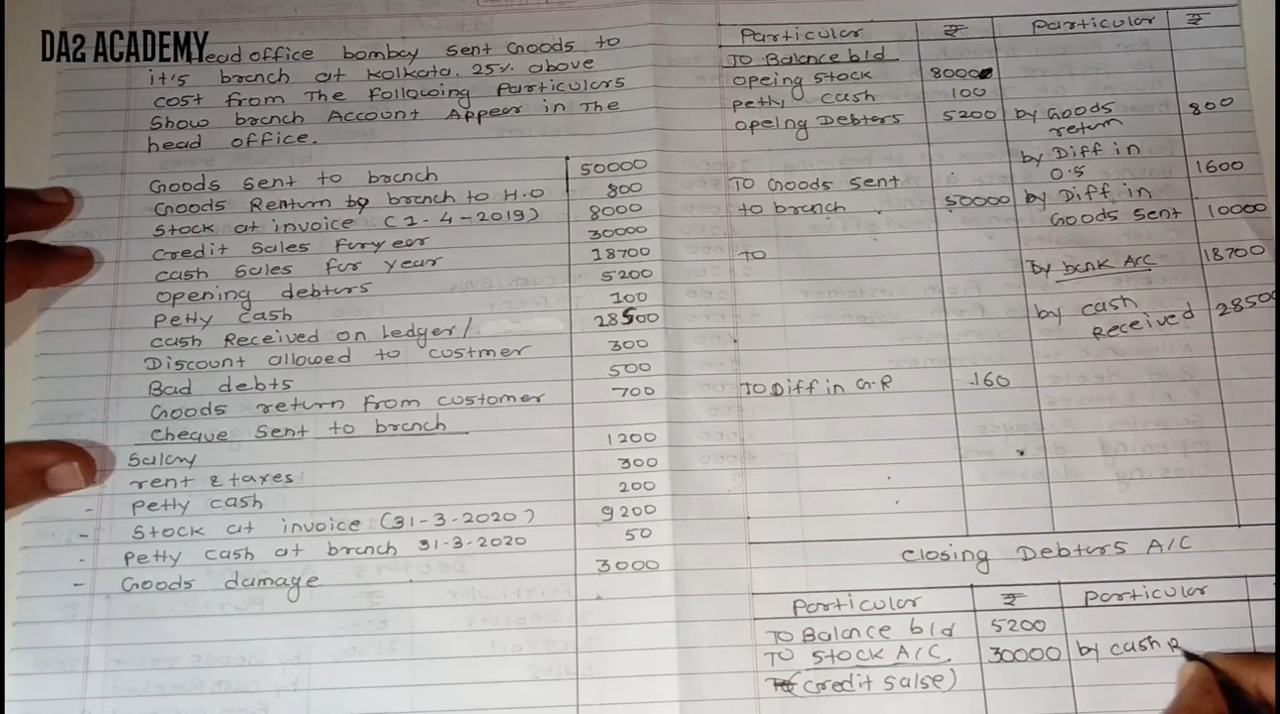 DA2 ACADEMY
Head office bombay sent Goods to
it's branch at Kolkata. 25% above
cost from The Following Particulars
Show branch Account Appear in The
head office.
Goods sent to branch 50000
Goods Renturn by branch to H.O 800
Stock at invoice (1-4-2019) 8000
Credit Sales For year 30000
Cash Sales for year 18700
Opening debturs 5200
Petty Cash 100
Cash Received on Ledger/ 28500
Discount allowed to custmer 300
Bad debts 500
Goods return from customer 700
Cheque Sent to branch
Salary 1200
rent & taxes 300
- Petty cash 200
- Stock at invoice (31-3-2020) 9200
- Petty cash at branch 31-3-2020 50
- Goods damage 3000
Particular ₹ Particular ₹
TO Balance b/d
opeing Stock 8000
petty cash 100
opeing Debters 5200 by Goods 800
return
by Diff in
O.S 1600
TO Goods sent
to branch 50000 by Diff in
Goods sent 10000
TO
by bank A/C 18700
by cash
Received 28500
TO Diff in G.R 160
Closing Debturs A/C
Particular ₹ Particular
TO Balance b/d 5200
TO Stock A/C. 30000 by cash R
(credit salse)